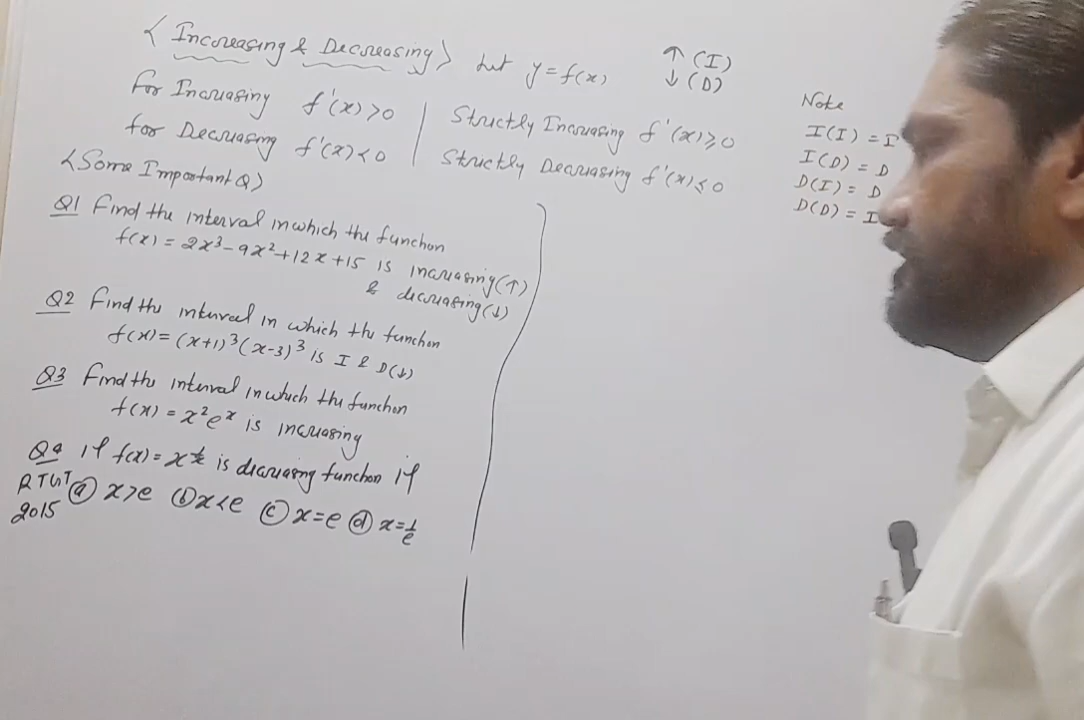 < Increasing & Decreasing > Let y = f(x) ↑ (I)
↓ (D)
for Increasing f'(x) > 0 | Strictly Increasing f'(x) ≥ 0
for Decreasing f'(x) < 0 | Strictly Decreasing f'(x) ≤ 0
<Some Important Q>
Q1 Find the interval in which the function
f(x) = 2x³ - 9x² + 12x + 15 is increasing (↑)
& decreasing (↓)
Q2 Find the interval in which the function
f(x) = (x+1)³ (x-3)³ is I & D(↓)
Q3 Find the interval in which the function
f(x) = x² eˣ is increasing
Q4 if f(x) = x^1/x is decreasing function if
RTGT (a) x > e (b) x < e (c) x = e (d) x = 1/e
2015
Note
I(I) = I
I(D) = D
D(I) = D
D(D) = I